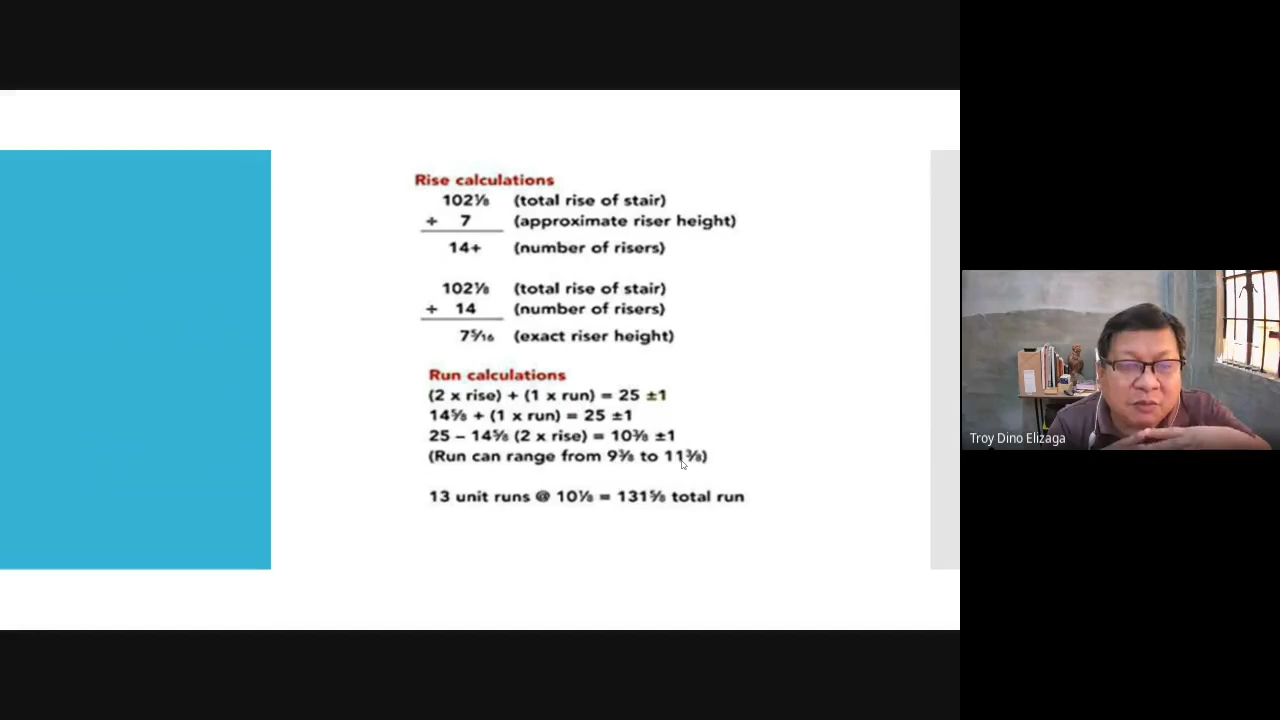 Rise calculations
102⅛ (total rise of stair)
÷ 7 (approximate riser height)
14+ (number of risers)
102⅛ (total rise of stair)
÷ 14 (number of risers)
7⁵⁄₁₆ (exact riser height)
Run calculations
(2 x rise) + (1 x run) = 25 ±1
14⅝ + (1 x run) = 25 ±1
25 – 14⅝ (2 x rise) = 10⅜ ±1
(Run can range from 9⅜ to 11⅜)
13 unit runs @ 10⅛ = 131⅝ total run
Troy Dino Elizaga